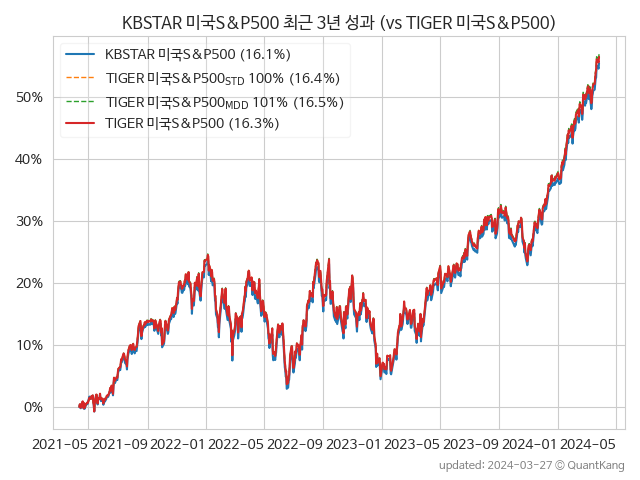 KBSTAR 미국S&P500 최근 3년 성과 (vs TIGER 미국S&P500)
KBSTAR 미국S&P500 (16.1%)
TIGER 미국S&P500STD 100% (16.4%)
TIGER 미국S&P500MDD 101% (16.5%)
TIGER 미국S&P500 (16.3%)
50%
40%
30%
20%
10%
0%
2021-05 2021-09 2022-01 2022-05 2022-09 2023-01 2023-05 2023-09 2024-01 2024-05
updated: 2024-03-27 © QuantKang